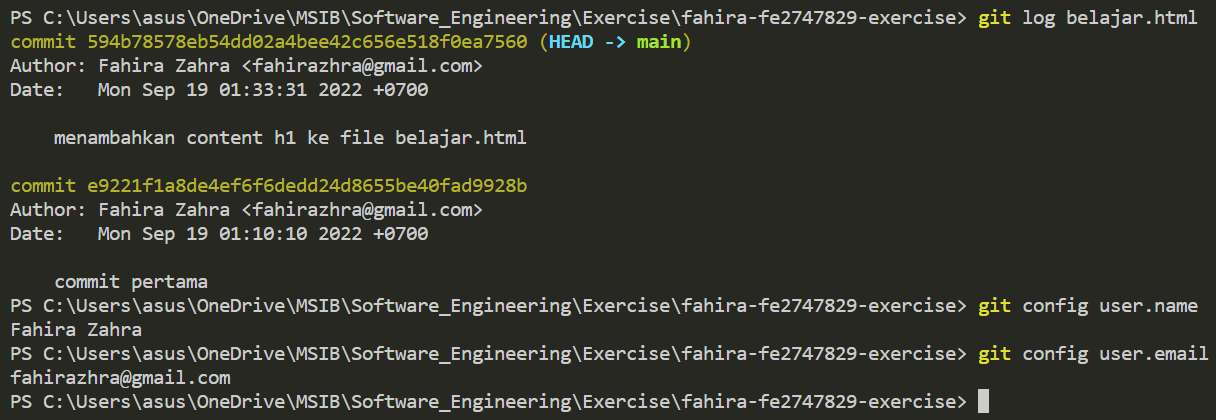 PS C:\Users\asus\OneDrive\MSIB\Software_Engineering\Exercise\fahira-fe2747829-exercise> git log belajar.html
commit 594b78578eb54dd02a4bee42c656e518f0ea7560 (HEAD -> main)
Author: Fahira Zahra <fahirazhra@gmail.com>
Date:   Mon Sep 19 01:33:31 2022 +0700
    menambahkan content h1 ke file belajar.html
commit e9221f1a8de4ef6f6dedd24d8655be40fad9928b
Author: Fahira Zahra <fahirazhra@gmail.com>
Date:   Mon Sep 19 01:10:10 2022 +0700
    commit pertama
PS C:\Users\asus\OneDrive\MSIB\Software_Engineering\Exercise\fahira-fe2747829-exercise> git config user.name
Fahira Zahra
PS C:\Users\asus\OneDrive\MSIB\Software_Engineering\Exercise\fahira-fe2747829-exercise> git config user.email
fahirazhra@gmail.com
PS C:\Users\asus\OneDrive\MSIB\Software_Engineering\Exercise\fahira-fe2747829-exercise>